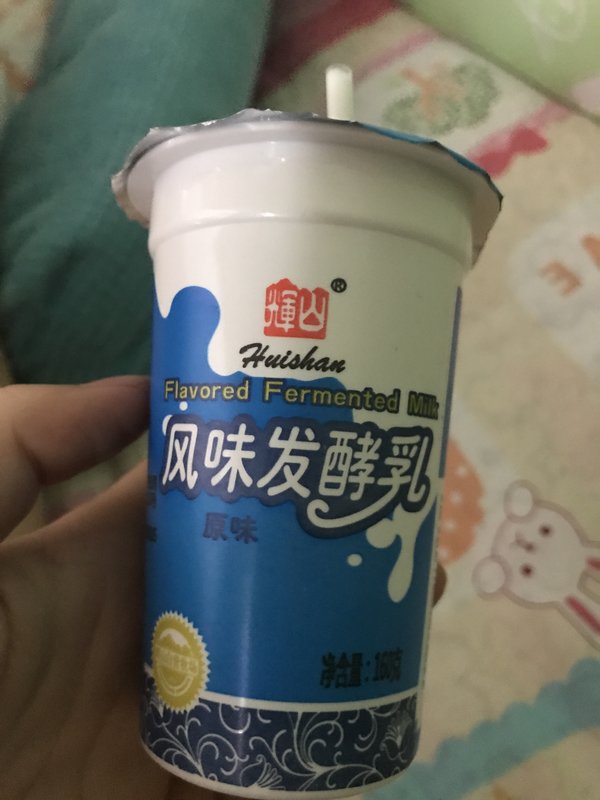 輝山®
Huishan
Flavored Fermented Milk
风味发酵乳
原味
净含量：160克